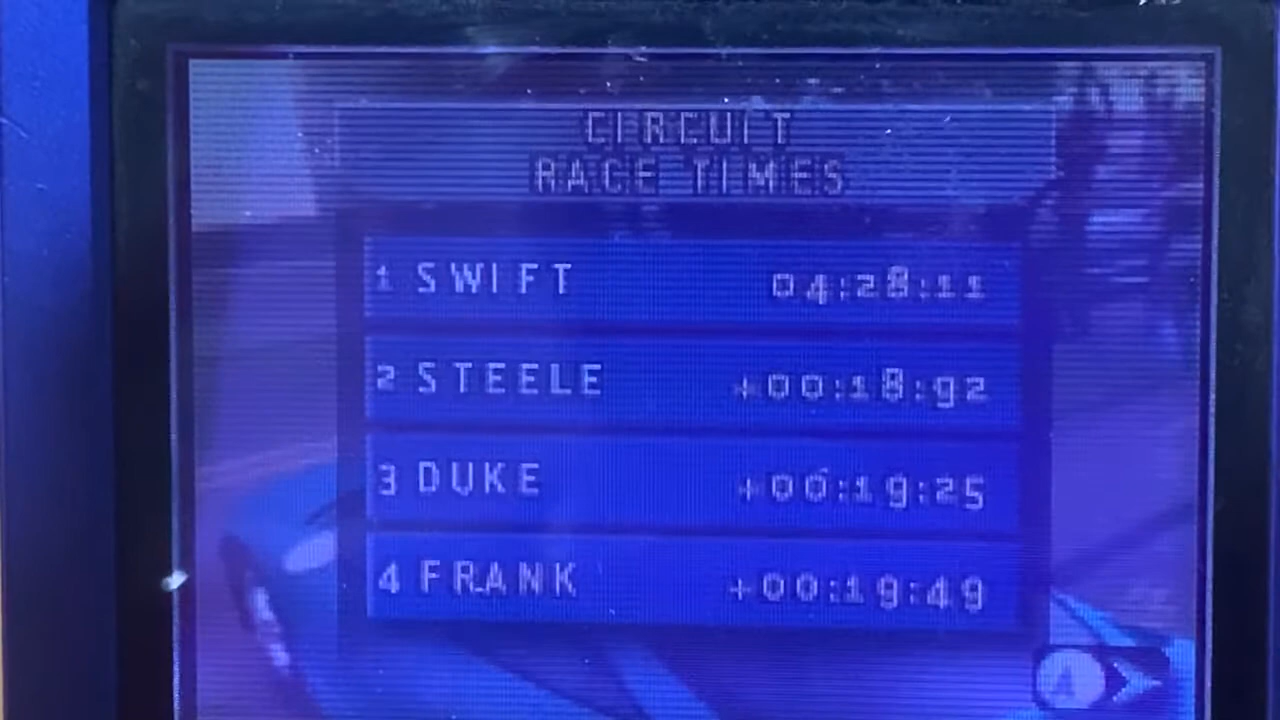 CIRCUIT
RACE TIMES
1 SWIFT 04:28:11
2 STEELE +00:18:92
3 DUKE +00:19:25
4 FRANK +00:19:49
A